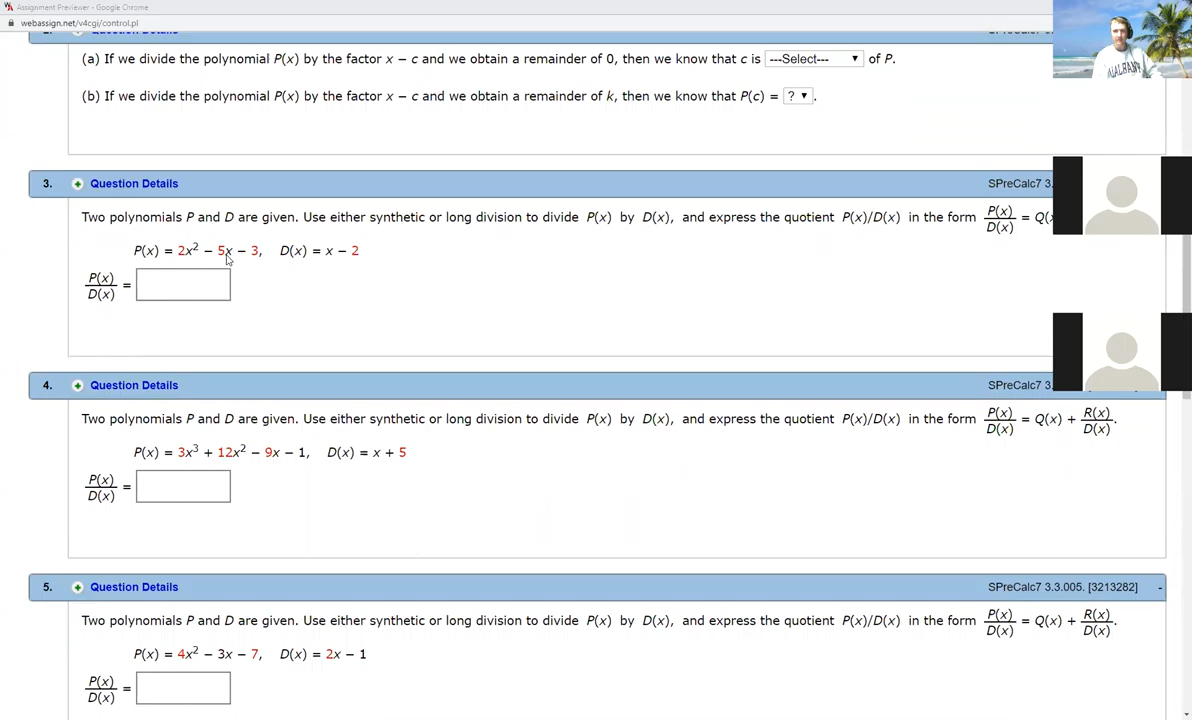 Assignment Previewer - Google Chrome
webassign.net/v4cgi/control.pl
(a) If we divide the polynomial P(x) by the factor x − c and we obtain a remainder of 0, then we know that c is ---Select--- of P.
(b) If we divide the polynomial P(x) by the factor x − c and we obtain a remainder of k, then we know that P(c) = ? .
3. Question Details SPreCalc7 3.
Two polynomials P and D are given. Use either synthetic or long division to divide P(x) by D(x), and express the quotient P(x)/D(x) in the form P(x)/D(x) = Q(x
P(x) = 2x² − 5x − 3, D(x) = x − 2
P(x)/D(x) =
4. Question Details SPreCalc7 3.
Two polynomials P and D are given. Use either synthetic or long division to divide P(x) by D(x), and express the quotient P(x)/D(x) in the form P(x)/D(x) = Q(x) + R(x)/D(x).
P(x) = 3x³ + 12x² − 9x − 1, D(x) = x + 5
P(x)/D(x) =
5. Question Details SPreCalc7 3.3.005. [3213282] -
Two polynomials P and D are given. Use either synthetic or long division to divide P(x) by D(x), and express the quotient P(x)/D(x) in the form P(x)/D(x) = Q(x) + R(x)/D(x).
P(x) = 4x² − 3x − 7, D(x) = 2x − 1
P(x)/D(x) =